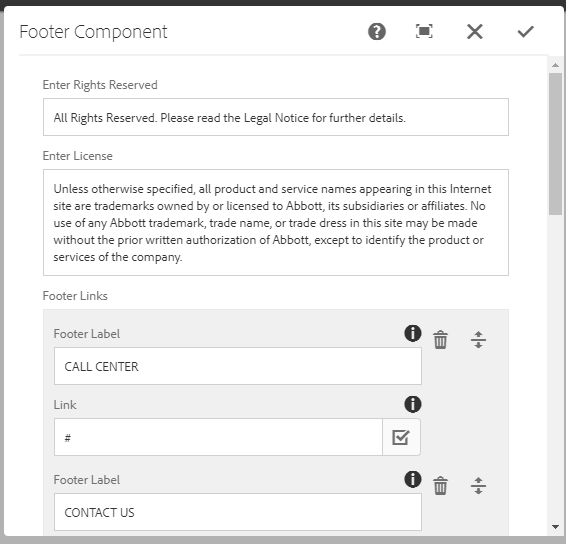 Footer Component
Enter Rights Reserved
All Rights Reserved. Please read the Legal Notice for further details.
Enter License
Unless otherwise specified, all product and service names appearing in this Internet
site are trademarks owned by or licensed to Abbott, its subsidiaries or affiliates. No
use of any Abbott trademark, trade name, or trade dress in this site may be made
without the prior written authorization of Abbott, except to identify the product or
services of the company.
Footer Links
Footer Label
CALL CENTER
Link
#
Footer Label
CONTACT US